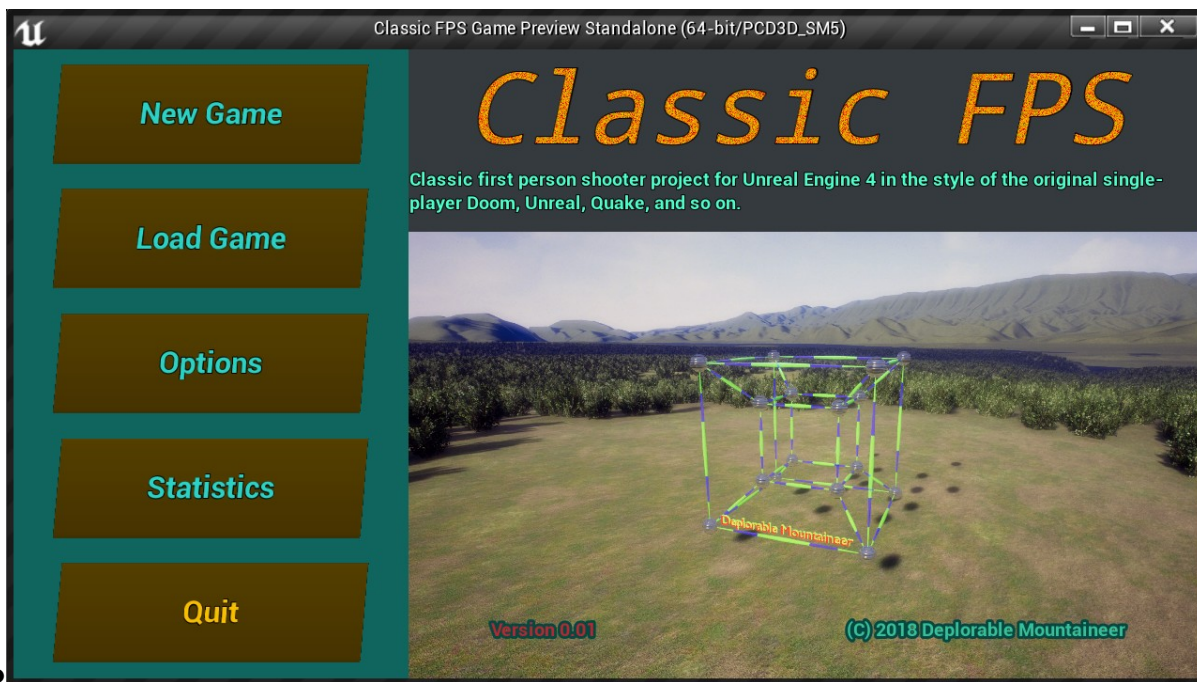 Classic FPS Game Preview Standalone (64-bit/PCD3D_SM5)
New Game
Load Game
Options
Statistics
Quit
Classic FPS
Classic first person shooter project for Unreal Engine 4 in the style of the original single-
player Doom, Unreal, Quake, and so on.
Deplorable Mountaineer
Version 0.01
(C) 2018 Deplorable Mountaineer